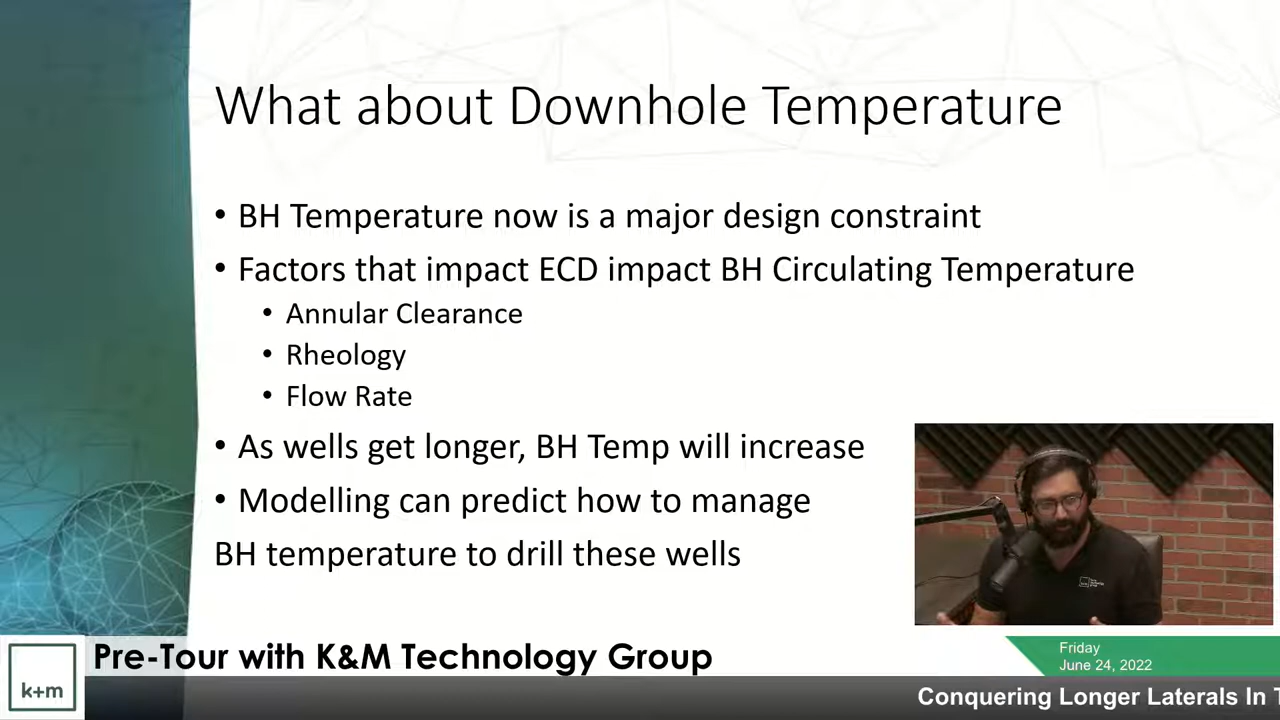 What about Downhole Temperature
• BH Temperature now is a major design constraint
• Factors that impact ECD impact BH Circulating Temperature
• Annular Clearance
• Rheology
• Flow Rate
• As wells get longer, BH Temp will increase
• Modelling can predict how to manage
BH temperature to drill these wells
k+m
Pre-Tour with K&M Technology Group
Friday
June 24, 2022
Conquering Longer Laterals In